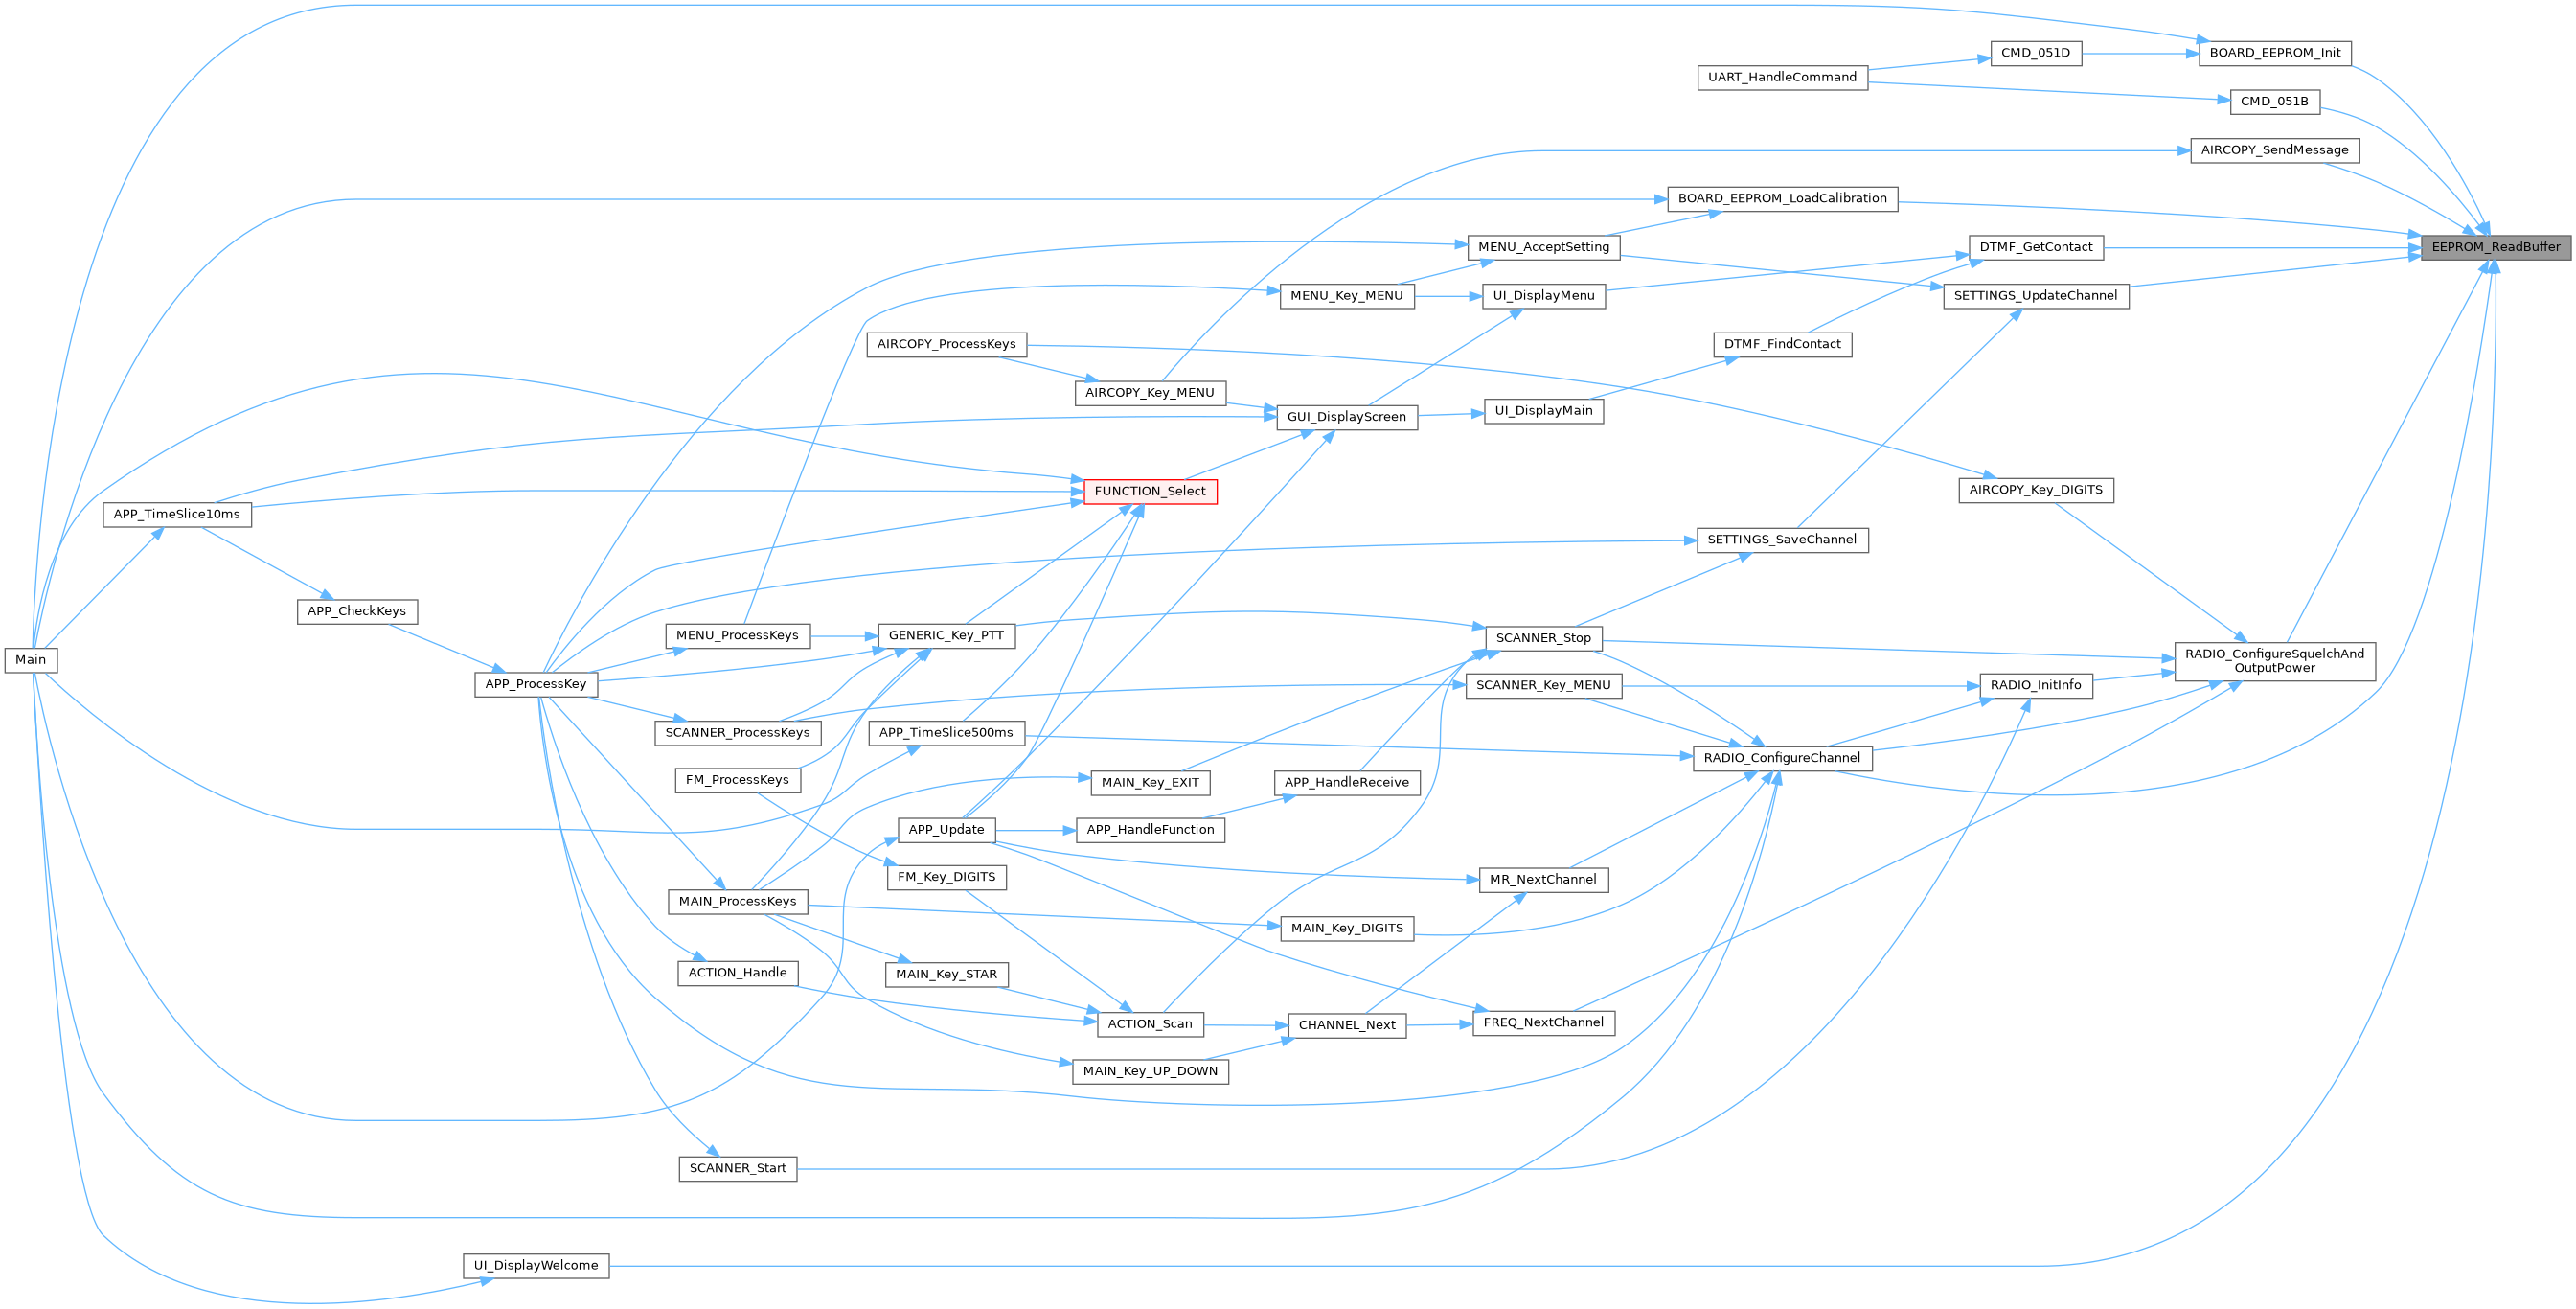 BOARD_EEPROM_Init
CMD_051D
UART_HandleCommand
CMD_051B
AIRCOPY_SendMessage
BOARD_EEPROM_LoadCalibration
MENU_AcceptSetting
DTMF_GetContact
EEPROM_ReadBuffer
MENU_Key_MENU
UI_DisplayMenu
SETTINGS_UpdateChannel
AIRCOPY_ProcessKeys
DTMF_FindContact
AIRCOPY_Key_MENU
GUI_DisplayScreen
UI_DisplayMain
FUNCTION_Select
AIRCOPY_Key_DIGITS
APP_TimeSlice10ms
SETTINGS_SaveChannel
APP_CheckKeys
MENU_ProcessKeys
GENERIC_Key_PTT
SCANNER_Stop
Main
RADIO_ConfigureSquelchAnd
OutputPower
APP_ProcessKey
SCANNER_Key_MENU
RADIO_InitInfo
SCANNER_ProcessKeys
APP_TimeSlice500ms
RADIO_ConfigureChannel
FM_ProcessKeys
MAIN_Key_EXIT
APP_HandleReceive
APP_Update
APP_HandleFunction
FM_Key_DIGITS
MR_NextChannel
MAIN_ProcessKeys
MAIN_Key_DIGITS
ACTION_Handle
MAIN_Key_STAR
ACTION_Scan
CHANNEL_Next
FREQ_NextChannel
MAIN_Key_UP_DOWN
SCANNER_Start
UI_DisplayWelcome